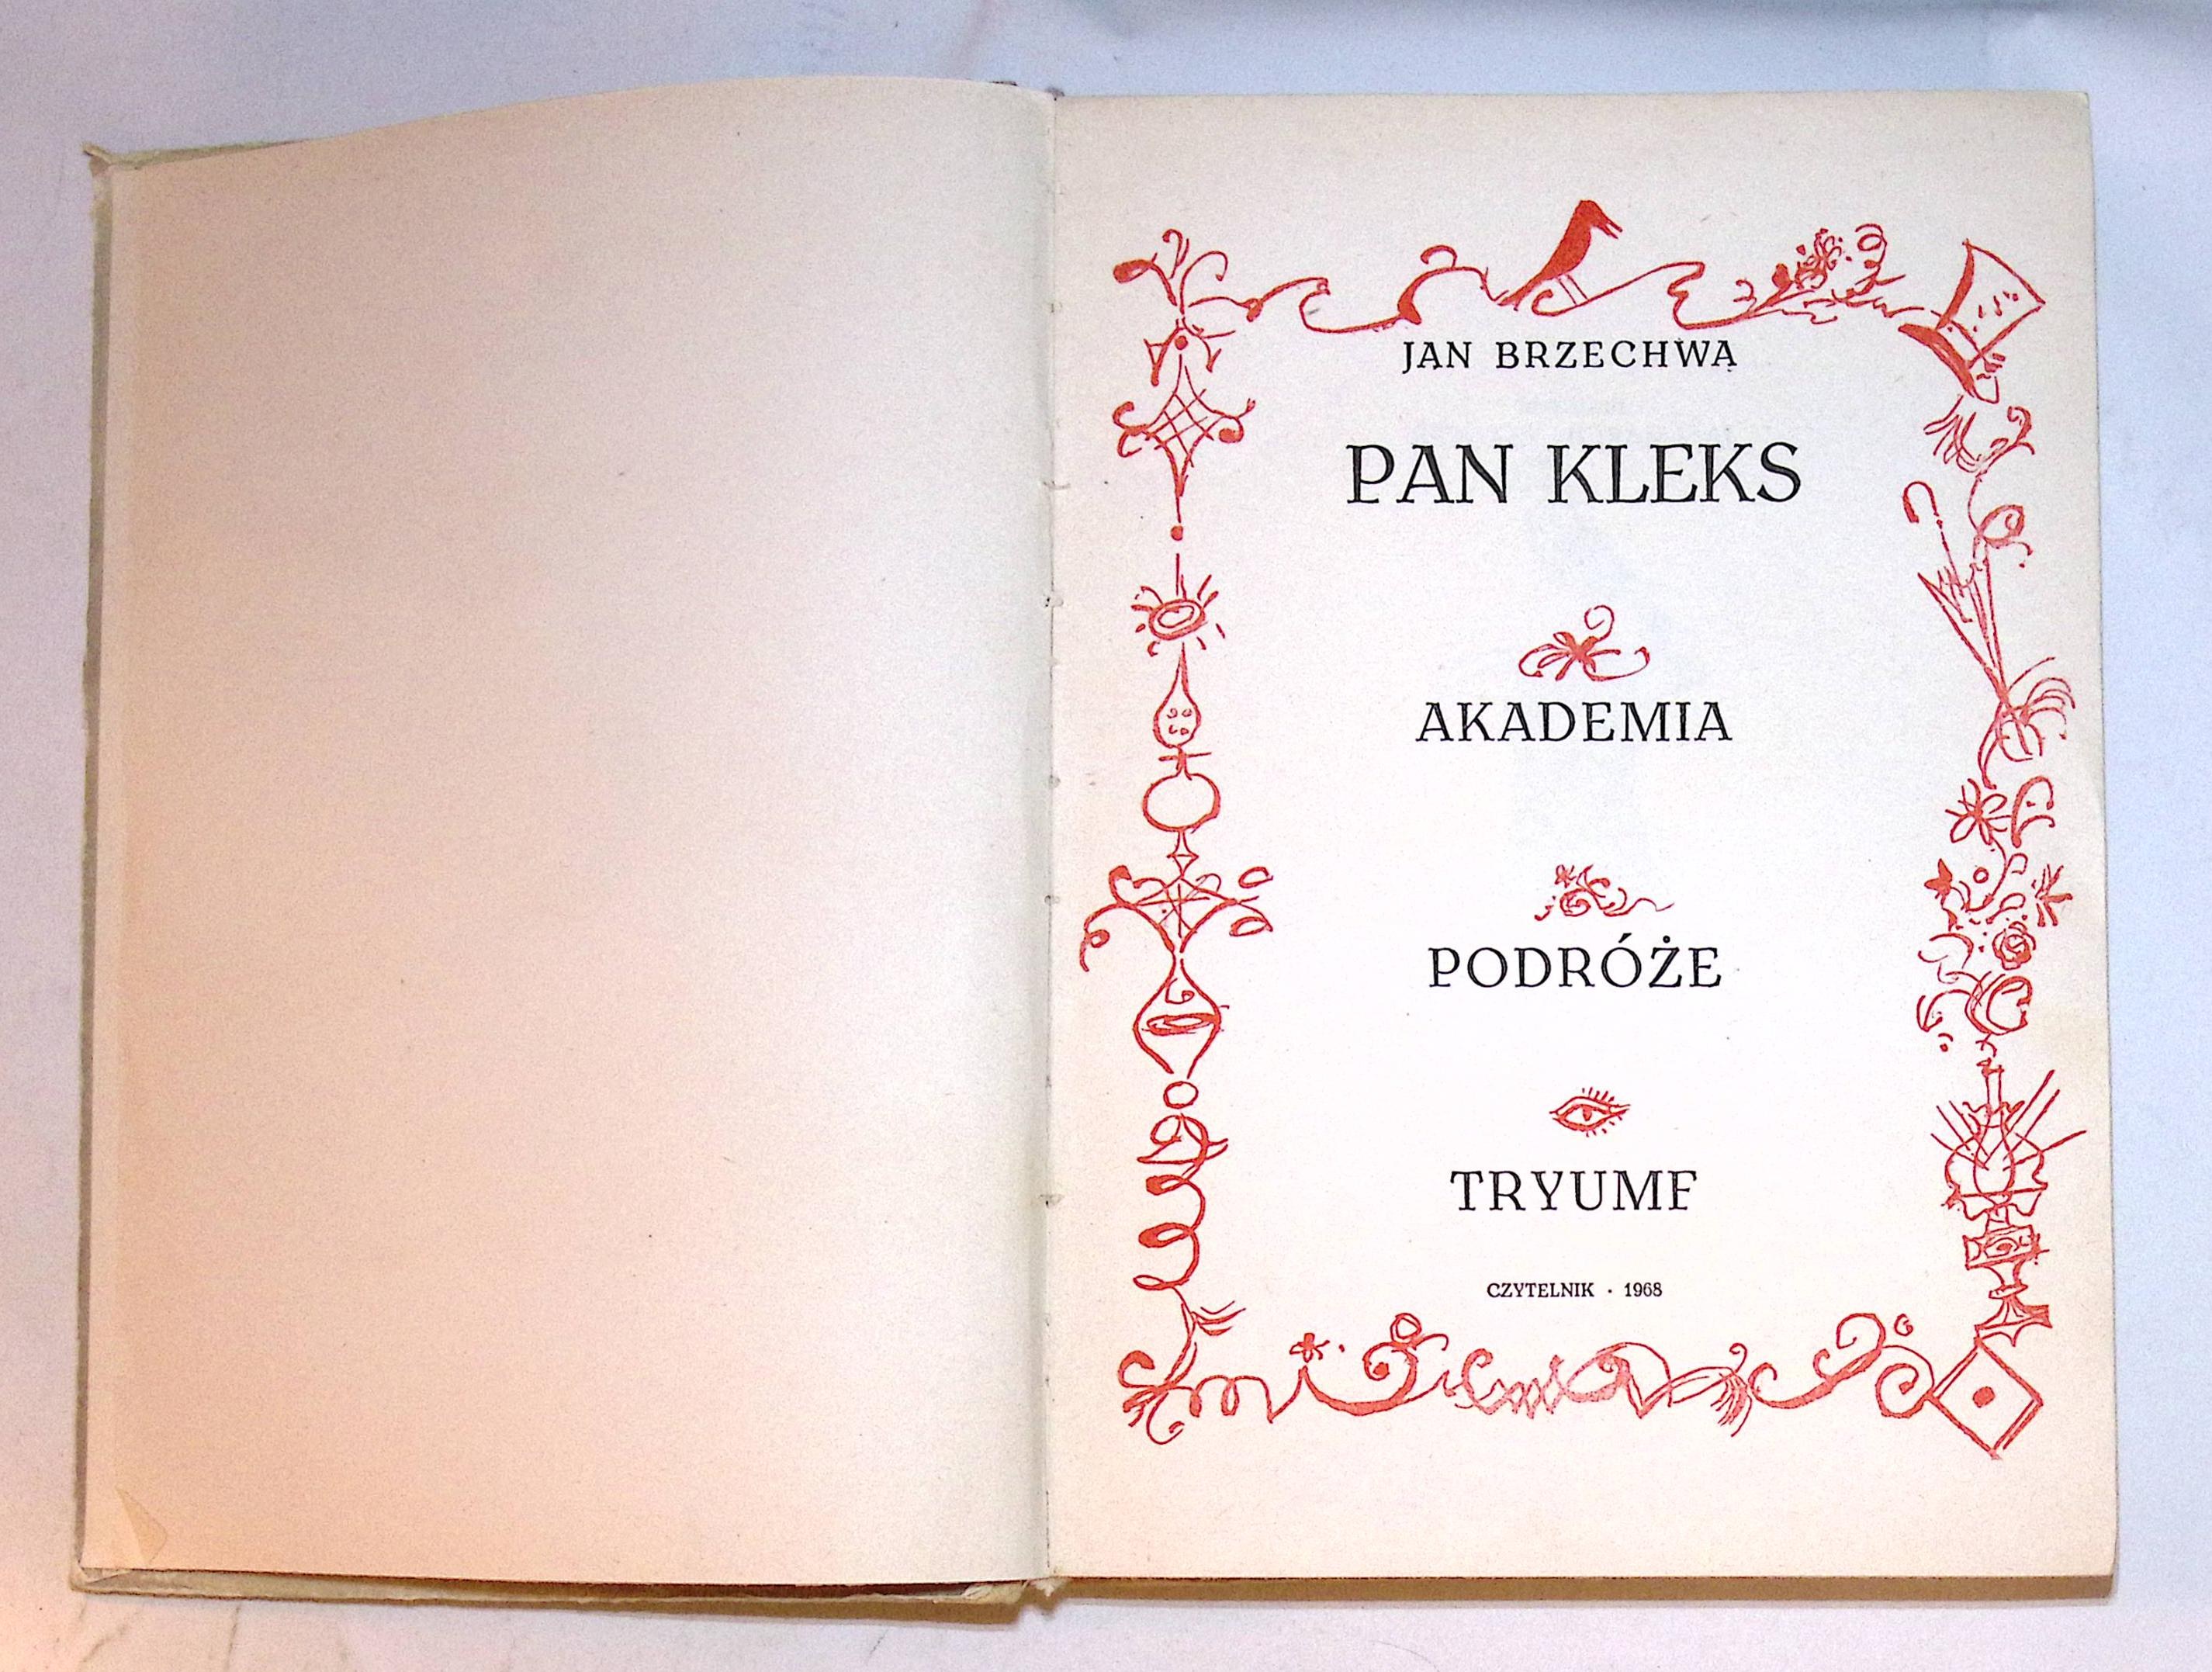 JAN BRZECHWA
PAN KLEKS
AKADEMIA
PODRÓŻE
TRYUMF
CZYTELNIK · 1968